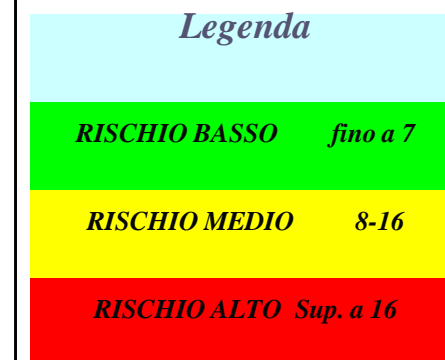 Legenda
RISCHIO BASSO fino a 7
RISCHIO MEDIO 8-16
RISCHIO ALTO Sup. a 16